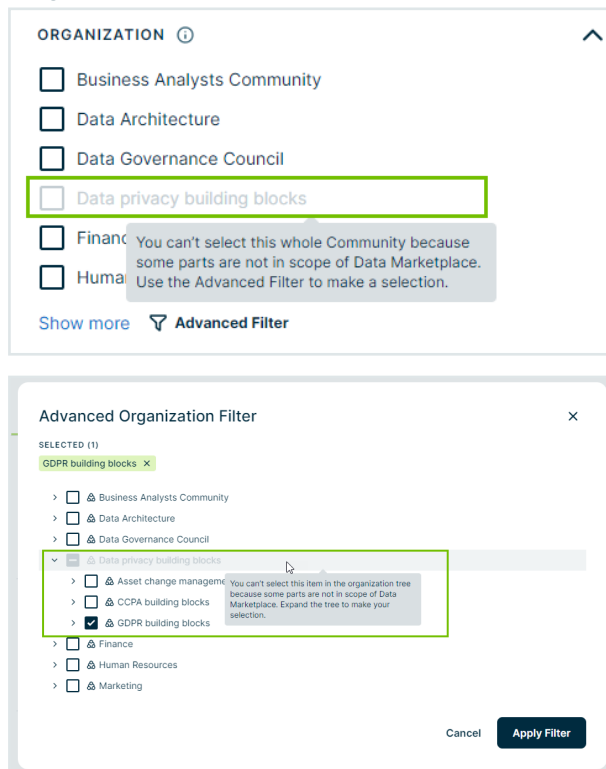 ORGANIZATION
Business Analysts Community
Data Architecture
Data Governance Council
Data privacy building blocks
Financ
You can't select this whole Community because
some parts are not in scope of Data Marketplace.
Use the Advanced Filter to make a selection.
Huma
Show more Advanced Filter
Advanced Organization Filter
SELECTED (1)
GDPR building blocks ×
Business Analysts Community
Data Architecture
Data Governance Council
Data privacy building blocks
Asset change manageme
You can't select this item in the organization tree
because some parts are not in scope of Data
Marketplace. Expand the tree to make your
selection.
CCPA building blocks
GDPR building blocks
Finance
Human Resources
Marketing
Cancel Apply Filter